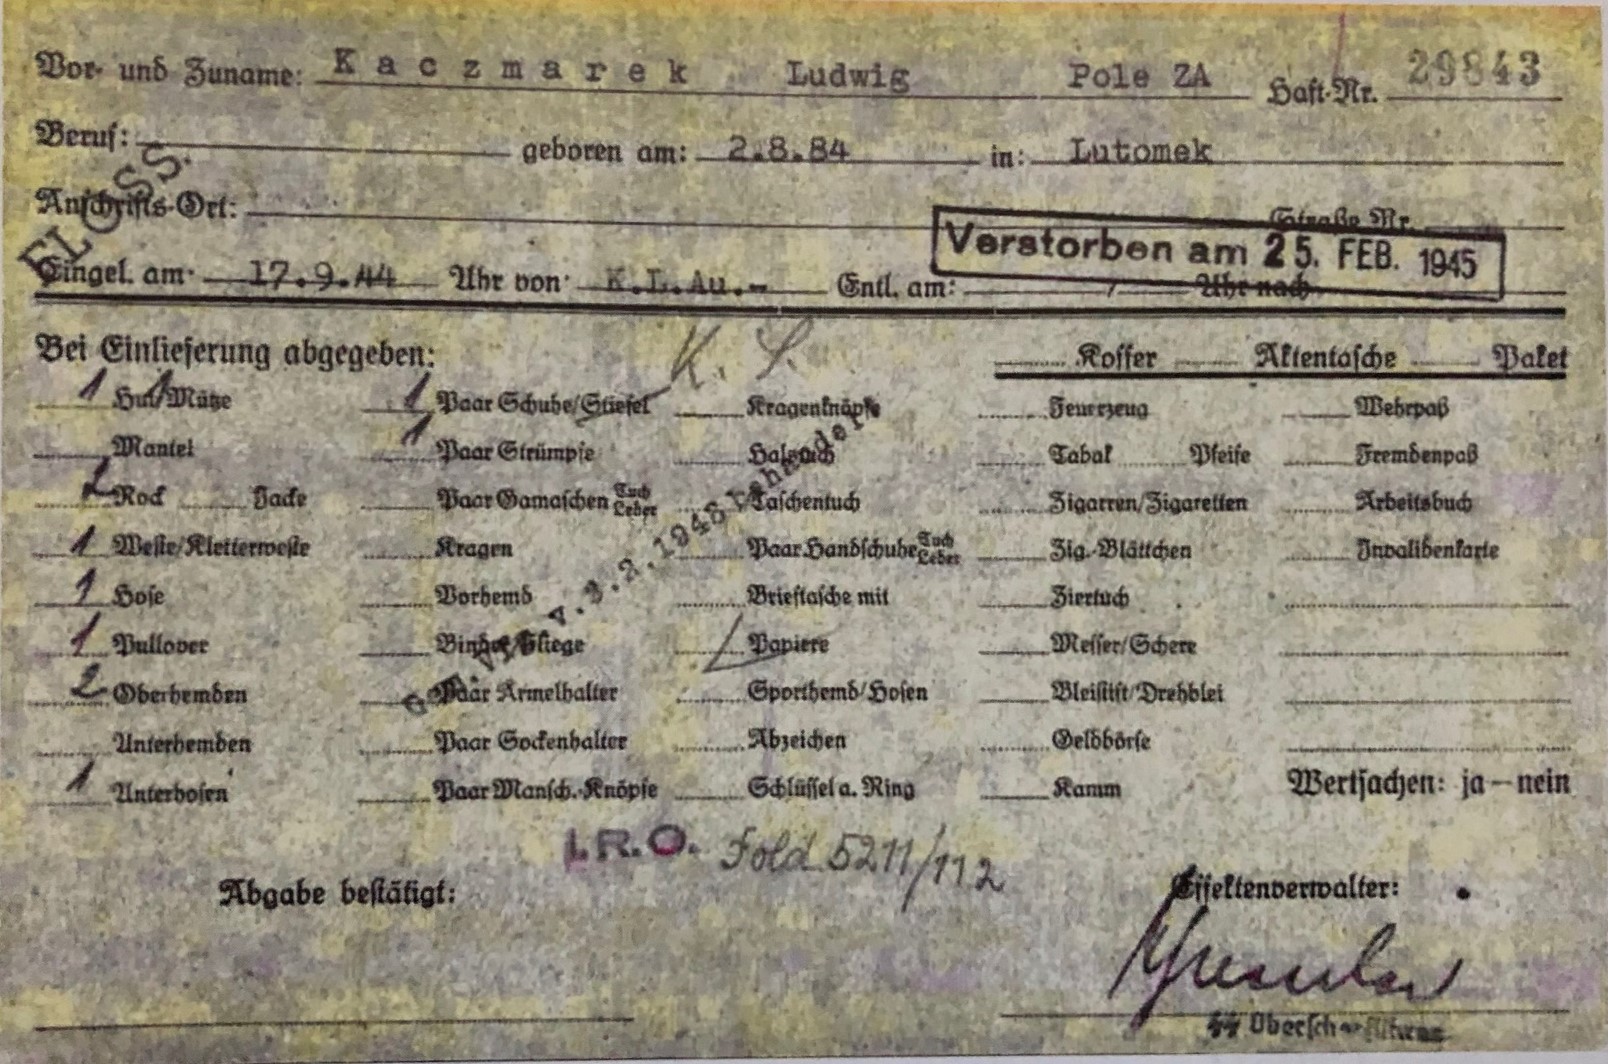 Vor- und Zuname: Kaczmarek Ludwig Pole ZA Haft-Nr. 29843
Beruf: geboren am: 2.8.84 in: Lutomek
FLOSS.
Anschrifts-Ort: Straße Nr.
Verstorben am 25. FEB. 1945
Eingel. am 17.9.44 Uhr von K.L.Au.- Entl. am: Uhr nach
Bei Einlieferung abgegeben: K. Koffer Aktentasche Paket
1 Hut/1 Mütze 1 Paar Schuhe/Stiefel Kragenknöpfe Feuerzeug Wehrpaß
Mantel 1 Paar Strümpfe Halstuch Tabak Pfeife Fremdenpaß
Rock Jacke Paar Gamaschen Tuch Leder Taschentuch Zigarren/Zigaretten Arbeitsbuch
1 Weste/Kletterweste Kragen Paar Handschuhe Tuch Leder Zig.-Blättchen Invalidenkarte
1 Hose Vorhemd Brieftasche mit Ziertuch
1 Pullover Binder/Fliege Papiere Messer/Schere
2 Oberhemden Paar Ärmelhalter Sporthemd/Hosen Bleistift/Drehblei
Unterhemden Paar Sockenhalter Abzeichen Geldbörse
1 Unterhosen Paar Mansch.-Knöpfe Schlüssel a. Ring Kamm Wertsachen: ja – nein
1948 behandelt
I.R.O. Fold 5211/112
Abgabe bestätigt: Effektenverwalter: